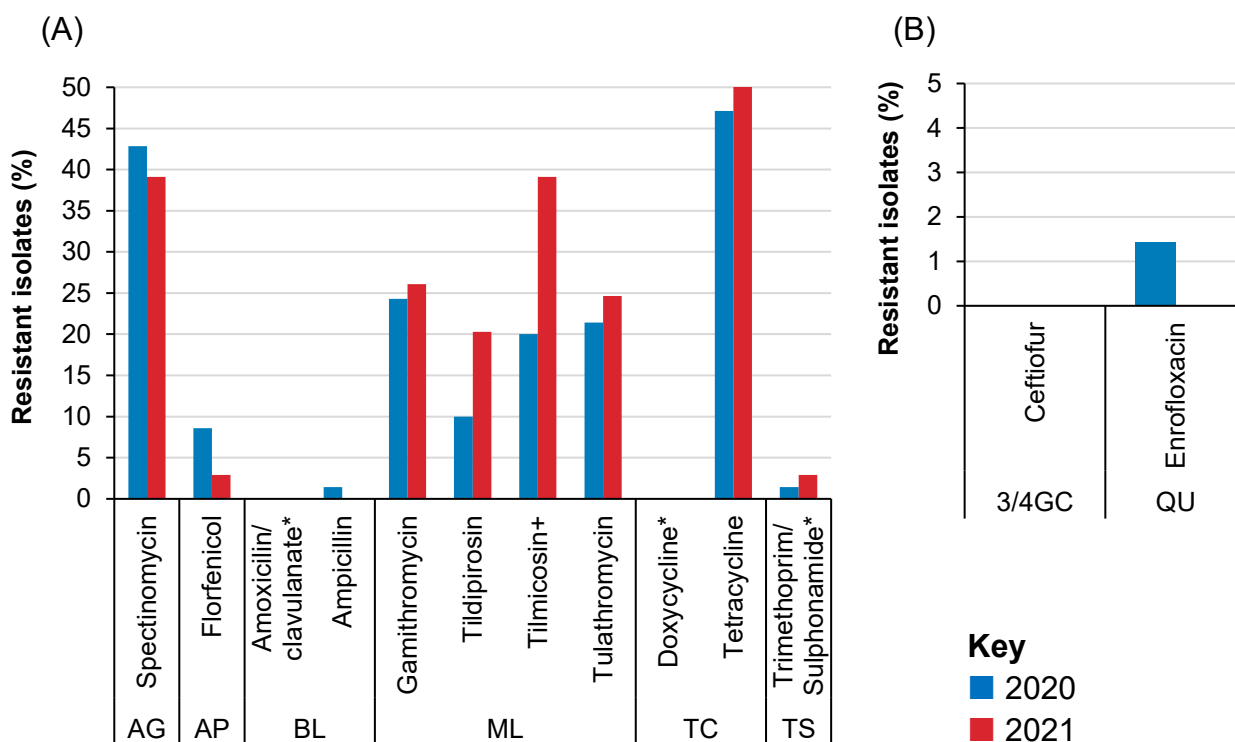 (A)
Resistant isolates (%)
50
45
40
35
30
25
20
15
10
5
0
Spectinomycin
Florfenicol
Amoxicilin/
clavulanate*
Ampicillin
Gamithromycin
Tildipirosin
Tilmicosin+
Tulathromycin
Doxycycline*
Tetracycline
Trimethoprim/
Sulphonamide*
AG
AP
BL
ML
TC
TS
(B)
Resistant isolates (%)
5
4
3
2
1
0
Ceftiofur
Enrofloxacin
3/4GC
QU
Key
2020
2021